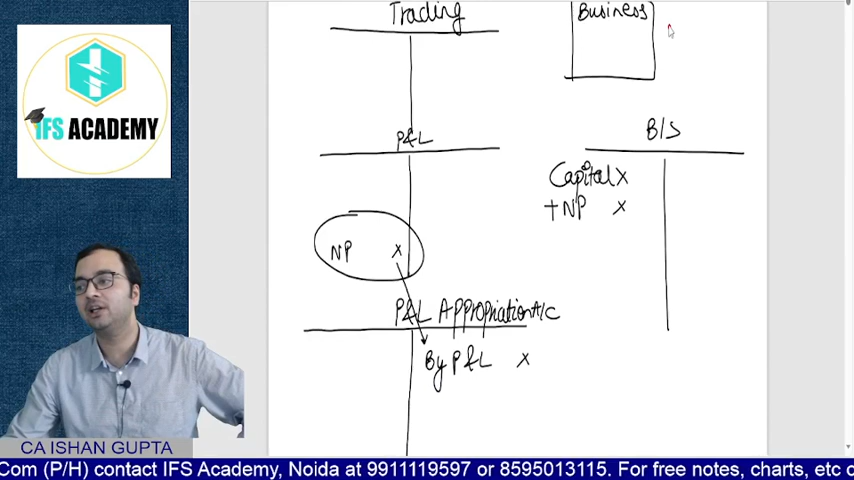 Trading
Business
IFS ACADEMY
P&L
B/S
Capital x
+ NP x
NP x
P&L Appropriation A/c
By P&L x
CA ISHAN GUPTA
Com (P/H) contact IFS Academy, Noida at 9911119597 or 8595013115. For free notes, charts, etc c